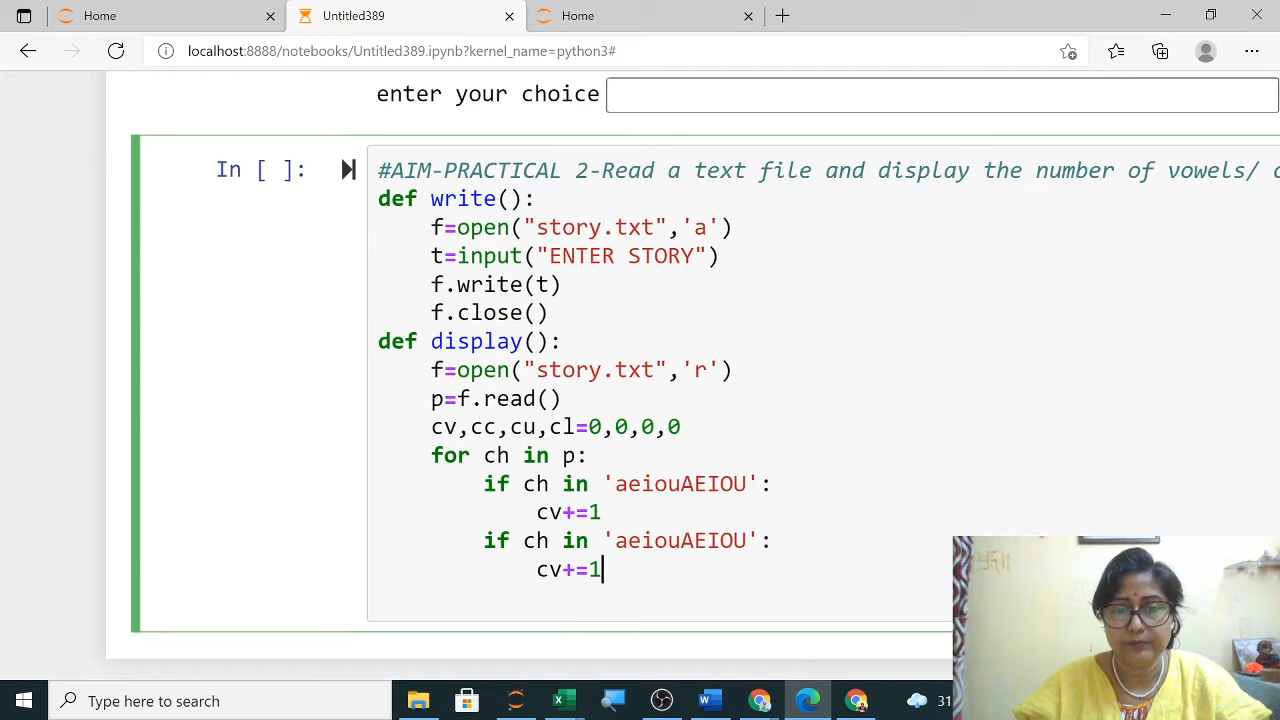 Home
Untitled389
Home
localhost:8888/notebooks/Untitled389.ipynb?kernel_name=python3#
enter your choice
In [ ]:
#AIM-PRACTICAL 2-Read a text file and display the number of vowels/ c
def write():
f=open("story.txt",'a')
t=input("ENTER STORY")
f.write(t)
f.close()
def display():
f=open("story.txt",'r')
p=f.read()
cv,cc,cu,cl=0,0,0,0
for ch in p:
if ch in 'aeiouAEIOU':
cv+=1
if ch in 'aeiouAEIOU':
cv+=1
Type here to search
31